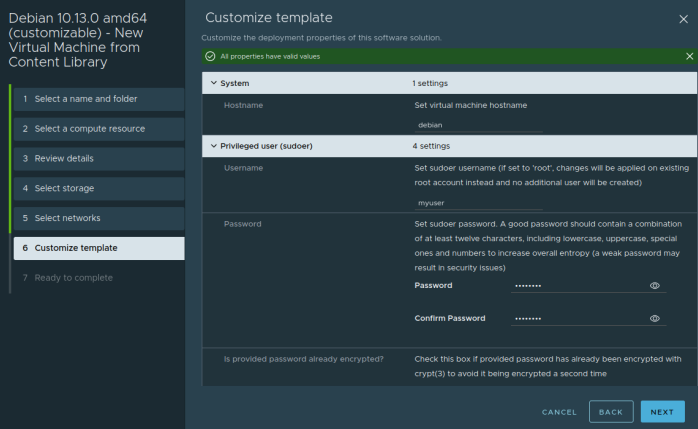 Debian 10.13.0 amd64
(customizable) - New
Virtual Machine from
Content Library
1 Select a name and folder
2 Select a compute resource
3 Review details
4 Select storage
5 Select networks
6 Customize template
7 Ready to complete
Customize template
Customize the deployment properties of this software solution.
All properties have valid values
System 1 settings
Hostname Set virtual machine hostname
debian
Privileged user (sudoer) 4 settings
Username Set sudoer username (if set to 'root', changes will be applied on existing
root account instead and no additional user will be created)
myuser
Password Set sudoer password. A good password should contain a combination
of at least twelve characters, including lowercase, uppercase, special
ones and numbers to increase overall entropy (a weak password may
result in security issues)
Password ••••••••
Confirm Password ••••••••
Is provided password already encrypted? Check this box if provided password has already been encrypted with
crypt(3) to avoid it being encrypted a second time
CANCEL BACK NEXT